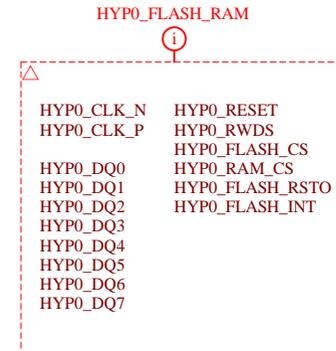 HYP0_FLASH_RAM
i
HYP0_CLK_N HYP0_RESET
HYP0_CLK_P HYP0_RWDS
HYP0_FLASH_CS
HYP0_DQ0 HYP0_RAM_CS
HYP0_DQ1 HYP0_FLASH_RSTO
HYP0_DQ2 HYP0_FLASH_INT
HYP0_DQ3
HYP0_DQ4
HYP0_DQ5
HYP0_DQ6
HYP0_DQ7